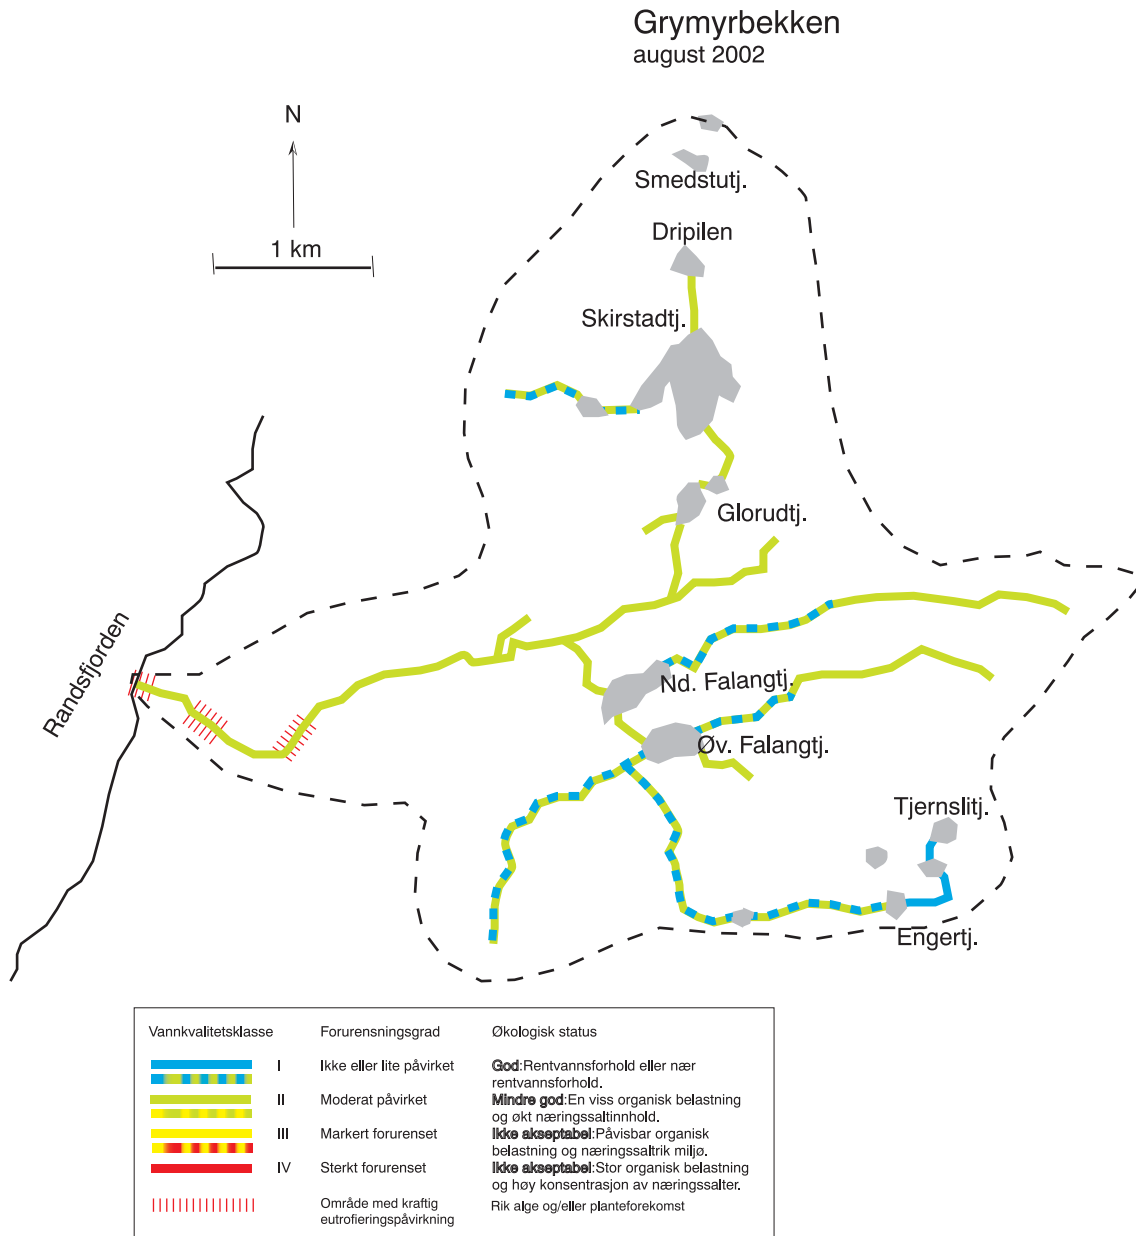 Grymyrbekken
august 2002
N
1 km
Smedstutj.
Dripilen
Skirstadtj.
Glorudtj.
Randsfjorden
Nd. Falangtj.
Øv. Falangtj.
Tjernslitj.
Engertj.
Vannkvalitetsklasse Forurensningsgrad Økologisk status
I Ikke eller lite påvirket God:Rentvannsforhold eller nær
rentvannsforhold.
II Moderat påvirket Mindre god:En viss organisk belastning
og økt næringssaltinnhold.
III Markert forurenset Ikke akseptabel:Påvisbar organisk
belastning og næringssaltrik miljø.
IV Sterkt forurenset Ikke akseptabel:Stor organisk belastning
og høy konsentrasjon av næringssalter.
Område med kraftig Rik alge og/eller planteforekomst
eutrofieringspåvirkning